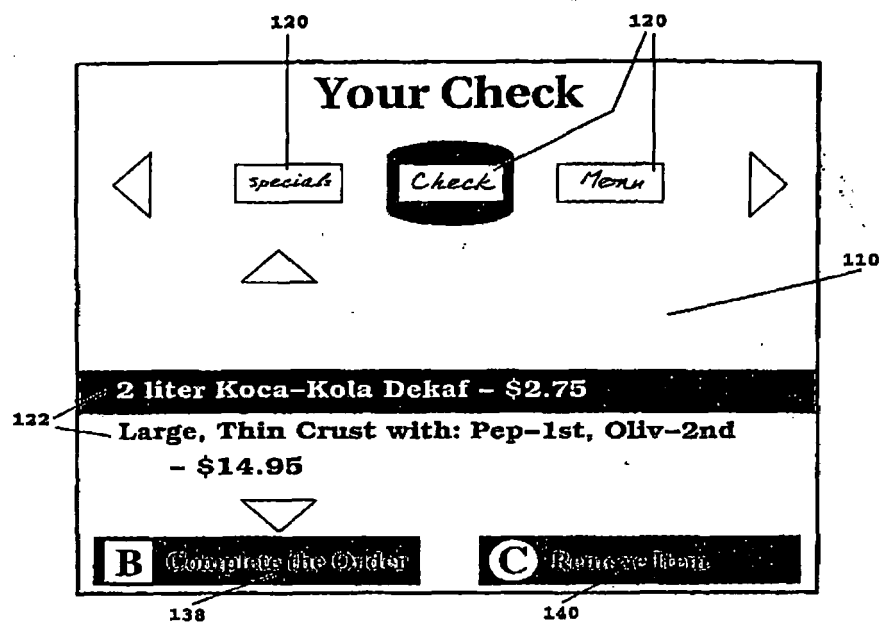 120 120
Your Check
specials Check Menu
110
2 liter Koca–Kola Dekaf – $2.75
122
Large, Thin Crust with: Pep–1st, Oliv–2nd
– $14.95
B Complete the Order C Remove Item
138 140